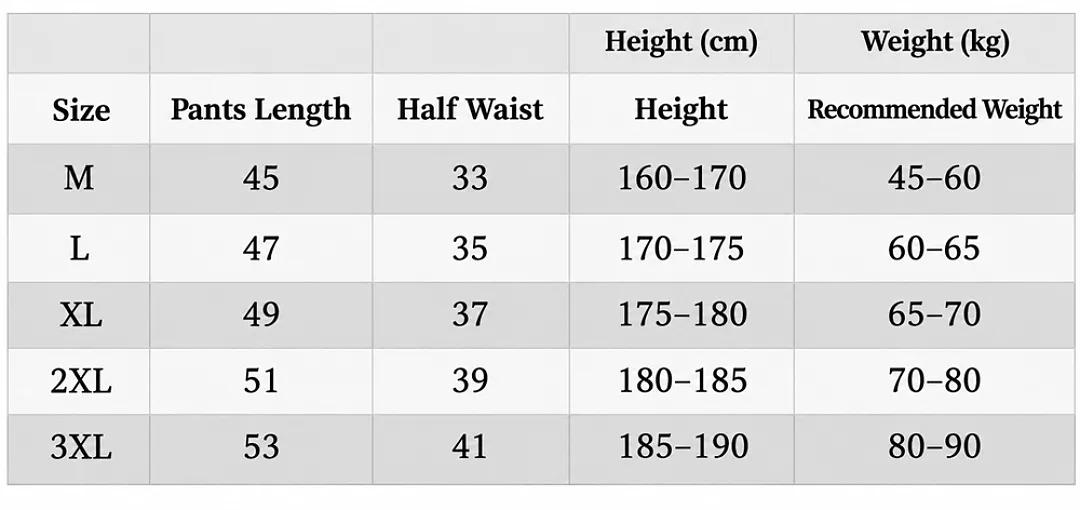 Height (cm) Weight (kg)
Size Pants Length Half Waist Height Recommended Weight
M 45 33 160–170 45–60
L 47 35 170–175 60–65
XL 49 37 175–180 65–70
2XL 51 39 180–185 70–80
3XL 53 41 185–190 80–90